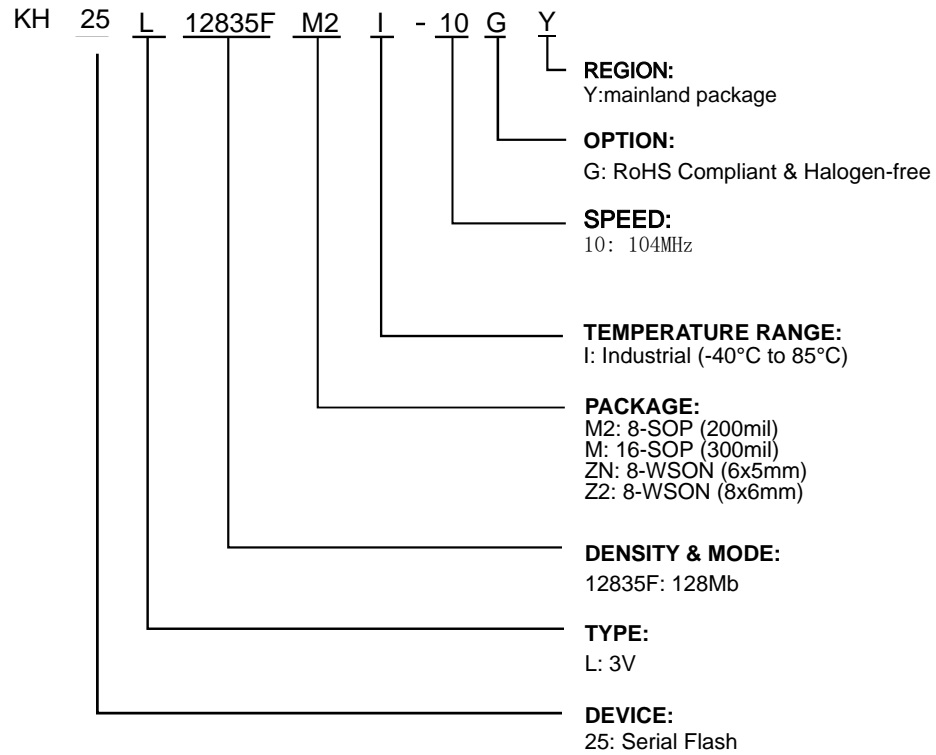 KH 25 L 12835F M2 I - 10 G Y
REGION:
Y:mainland package
OPTION:
G: RoHS Compliant & Halogen-free
SPEED:
10: 104MHz
TEMPERATURE RANGE:
I: Industrial (-40°C to 85°C)
PACKAGE:
M2: 8-SOP (200mil)
M: 16-SOP (300mil)
ZN: 8-WSON (6x5mm)
Z2: 8-WSON (8x6mm)
DENSITY & MODE:
12835F: 128Mb
TYPE:
L: 3V
DEVICE:
25: Serial Flash